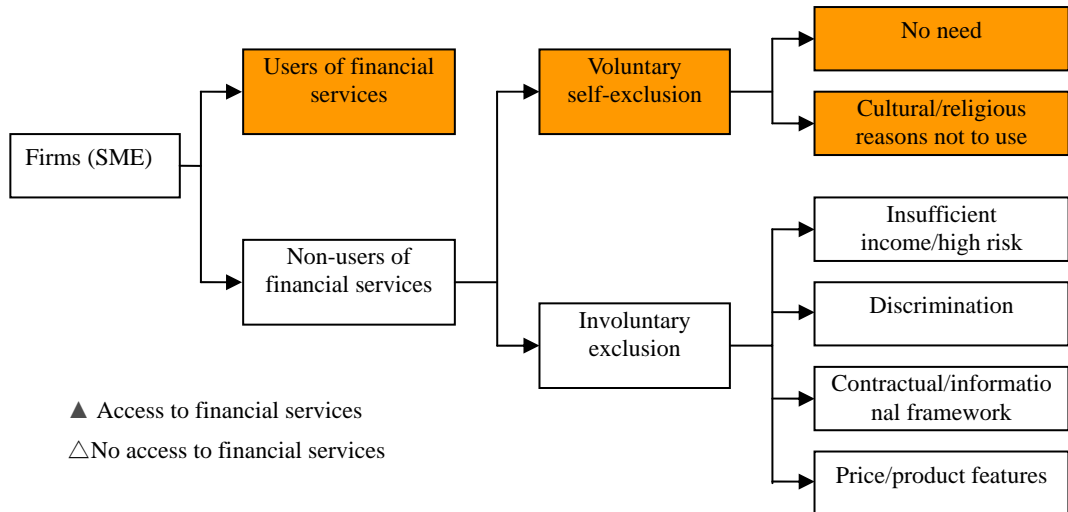 Firms (SME)
Users of financial
services
Non-users of
financial services
Voluntary
self-exclusion
Involuntary
exclusion
No need
Cultural/religious
reasons not to use
Insufficient
income/high risk
Discrimination
Contractual/informatio
nal framework
Price/product features
▲ Access to financial services
△No access to financial services